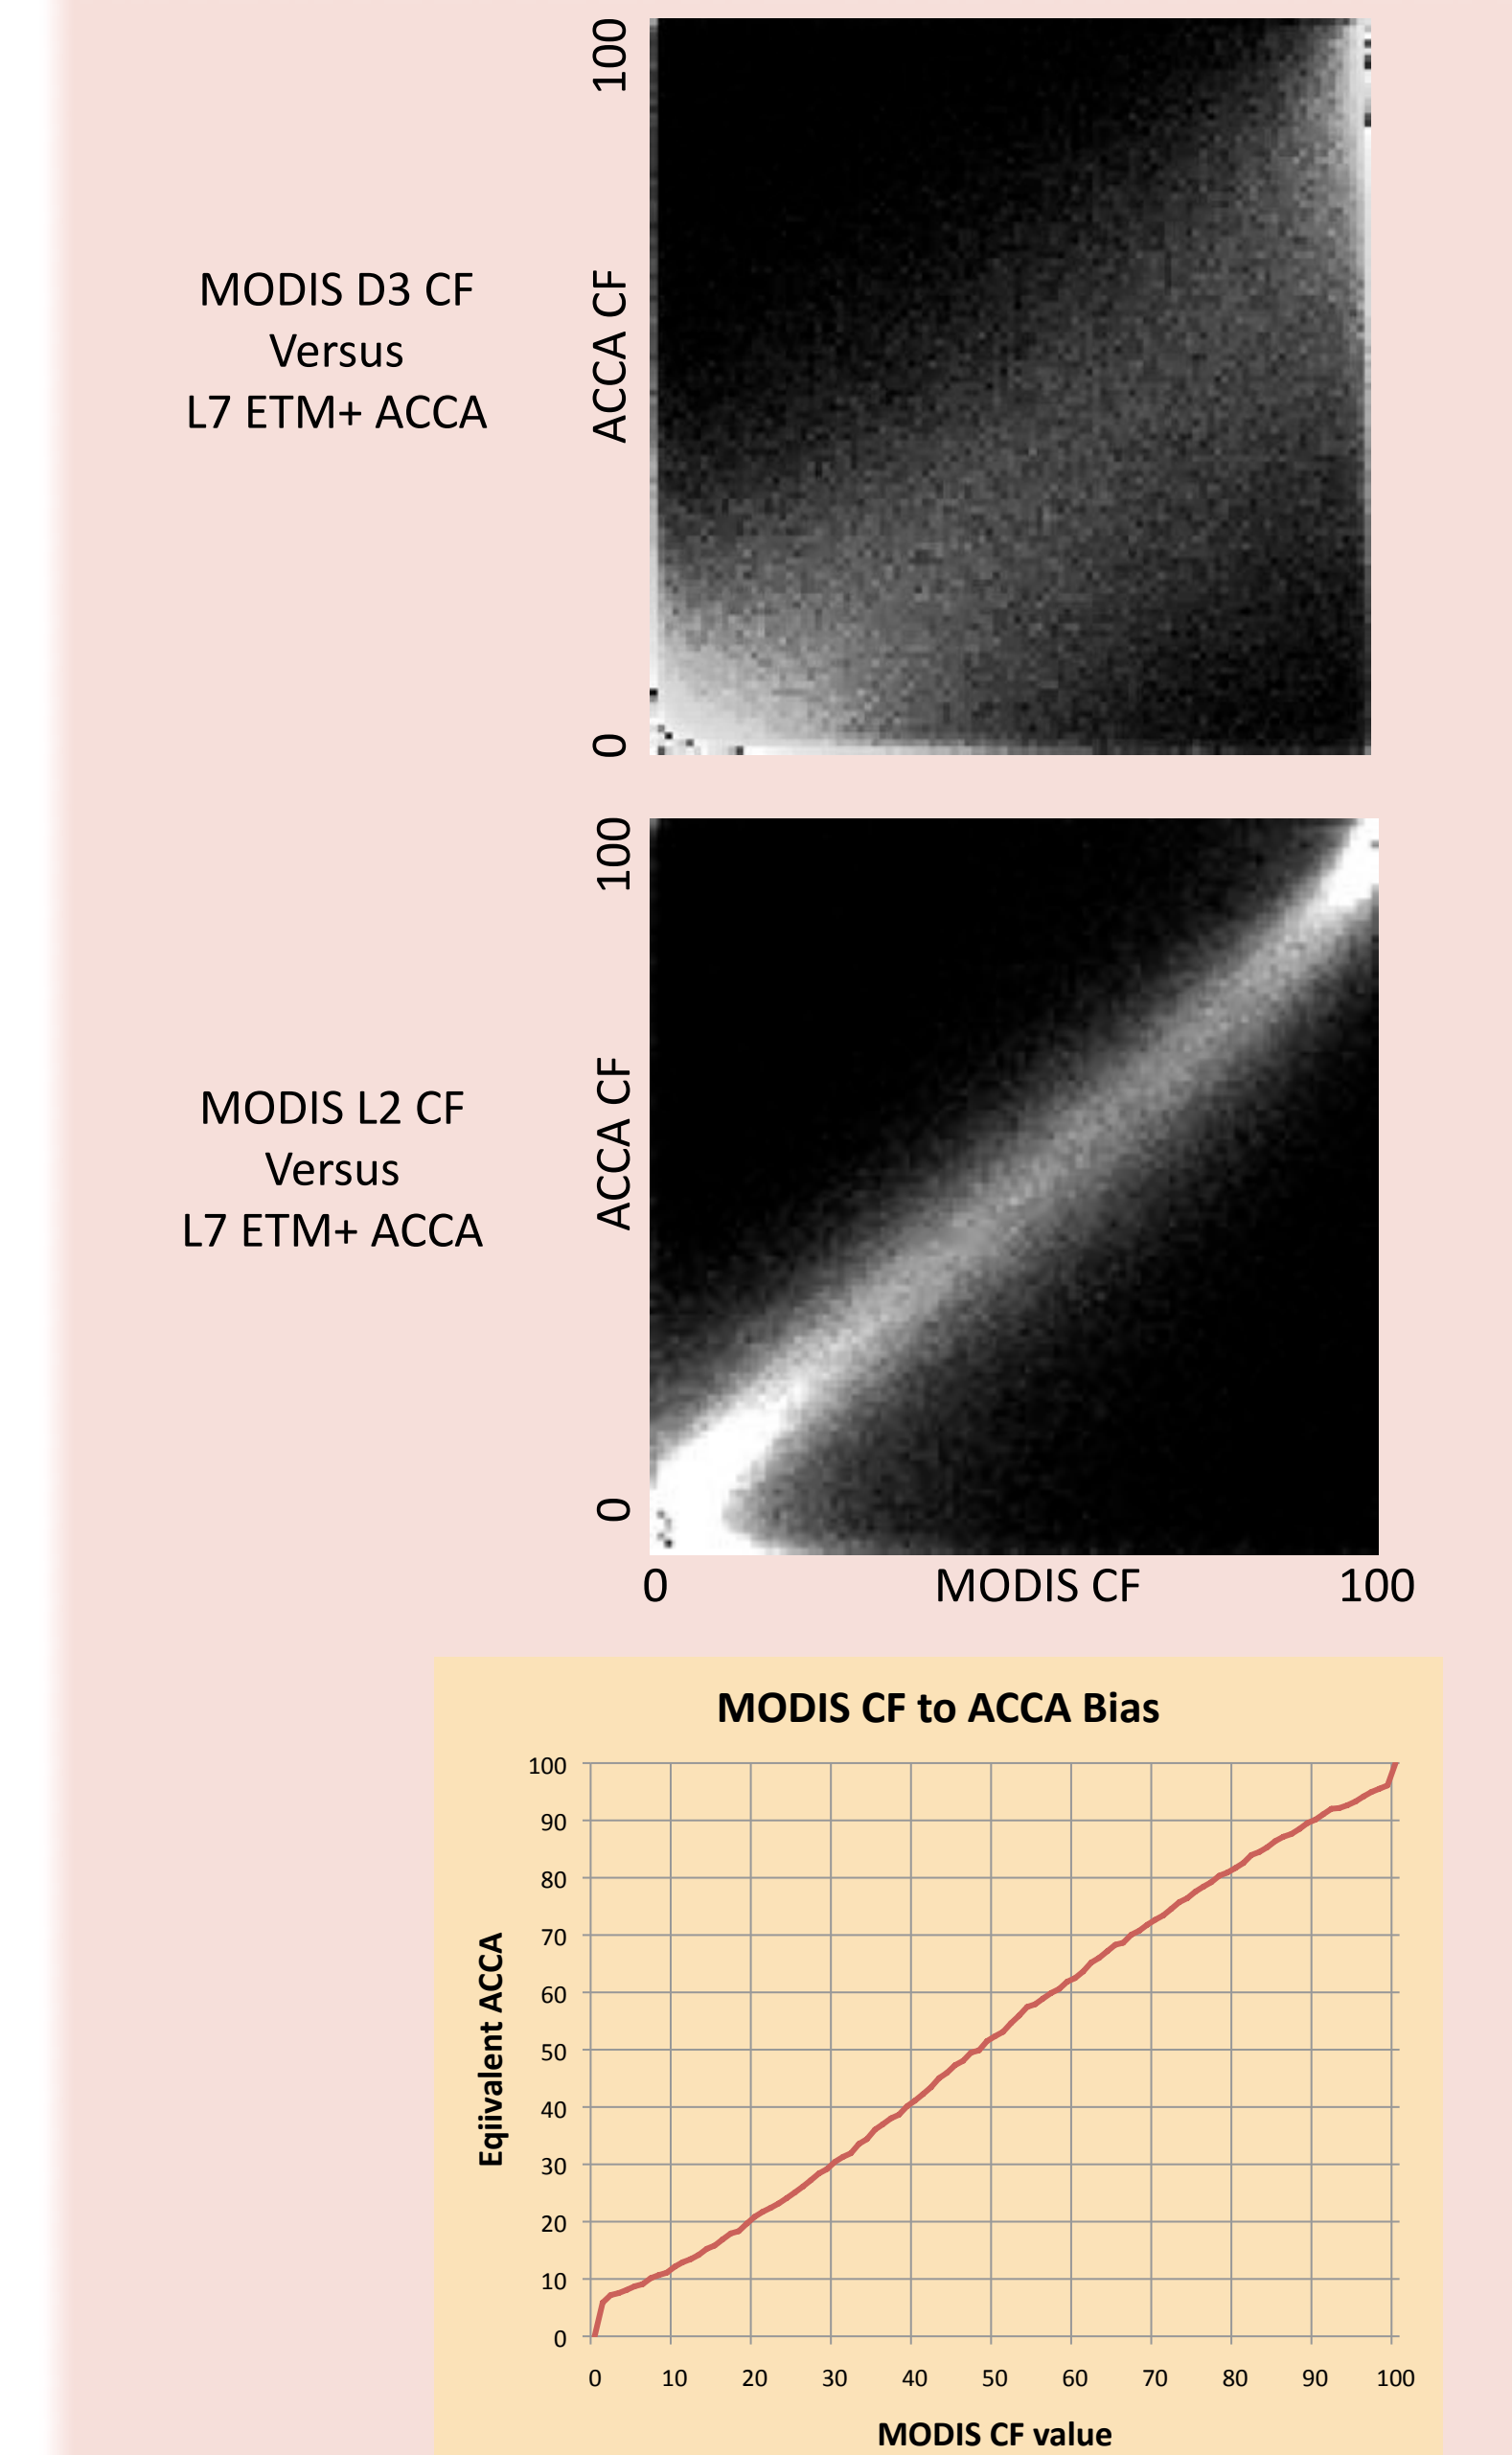 MODIS D3 CF
Versus
L7 ETM+ ACCA
100
ACCA CF
0
MODIS L2 CF
Versus
L7 ETM+ ACCA
100
ACCA CF
0
0
MODIS CF
100
MODIS CF to ACCA Bias
Eqiivalent ACCA
100
90
80
70
60
50
40
30
20
10
0
0 10 20 30 40 50 60 70 80 90 100
MODIS CF value